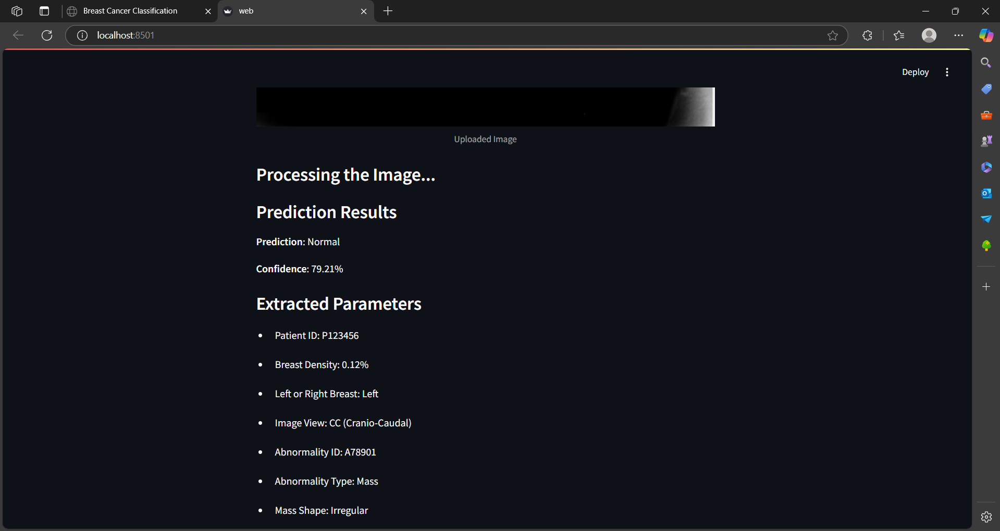 Breast Cancer Classification
web
localhost:8501
Deploy
Uploaded Image
Processing the Image...
Prediction Results
Prediction: Normal
Confidence: 79.21%
Extracted Parameters
• Patient ID: P123456
• Breast Density: 0.12%
• Left or Right Breast: Left
• Image View: CC (Cranio-Caudal)
• Abnormality ID: A78901
• Abnormality Type: Mass
• Mass Shape: Irregular